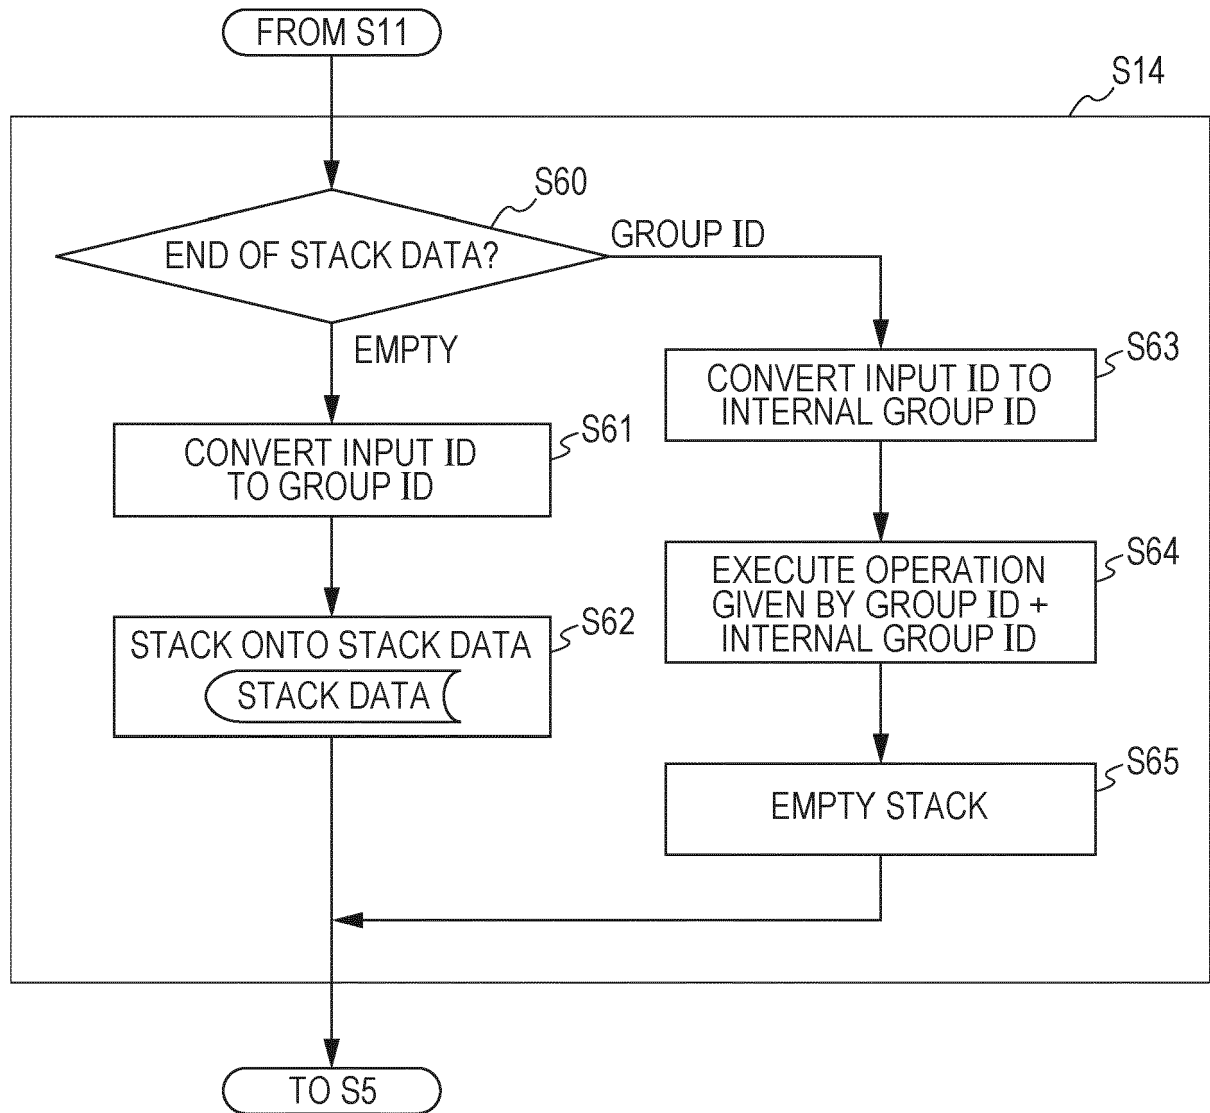 FROM S11
S14
S60
END OF STACK DATA?
GROUP ID
EMPTY
S61
CONVERT INPUT ID
TO GROUP ID
S62
STACK ONTO STACK DATA
STACK DATA
S63
CONVERT INPUT ID TO
INTERNAL GROUP ID
S64
EXECUTE OPERATION
GIVEN BY GROUP ID +
INTERNAL GROUP ID
S65
EMPTY STACK
TO S5